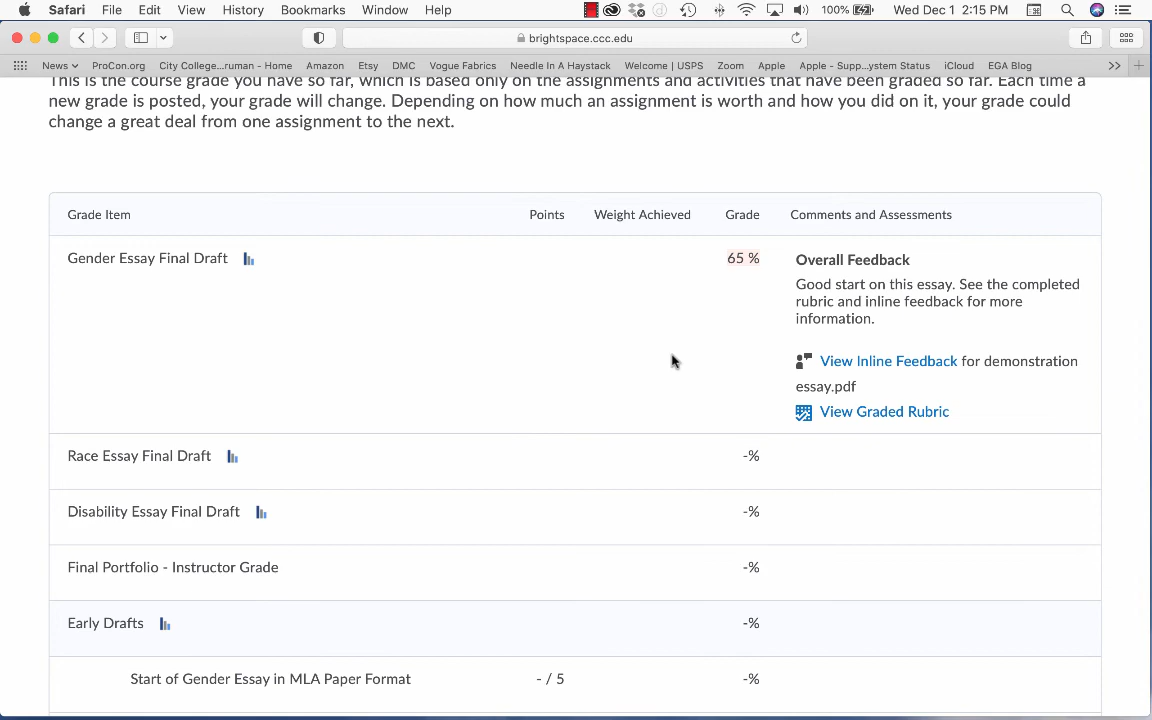 Safari File Edit View History Bookmarks Window Help 100% Wed Dec 1 2:15 PM
brightspace.ccc.edu
News ProCon.org City College...ruman - Home Amazon Etsy DMC Vogue Fabrics Needle In A Haystack Welcome | USPS Zoom Apple Apple - Supp...ystem Status iCloud EGA Blog >> +
This is the course grade you have so far, which is based only on the assignments and activities that have been graded so far. Each time a
new grade is posted, your grade will change. Depending on how much an assignment is worth and how you did on it, your grade could
change a great deal from one assignment to the next.
Grade Item Points Weight Achieved Grade Comments and Assessments
Gender Essay Final Draft 65 % Overall Feedback
Good start on this essay. See the completed
rubric and inline feedback for more
information.
View Inline Feedback for demonstration
essay.pdf
View Graded Rubric
Race Essay Final Draft -%
Disability Essay Final Draft -%
Final Portfolio - Instructor Grade -%
Early Drafts -%
Start of Gender Essay in MLA Paper Format - / 5 -%